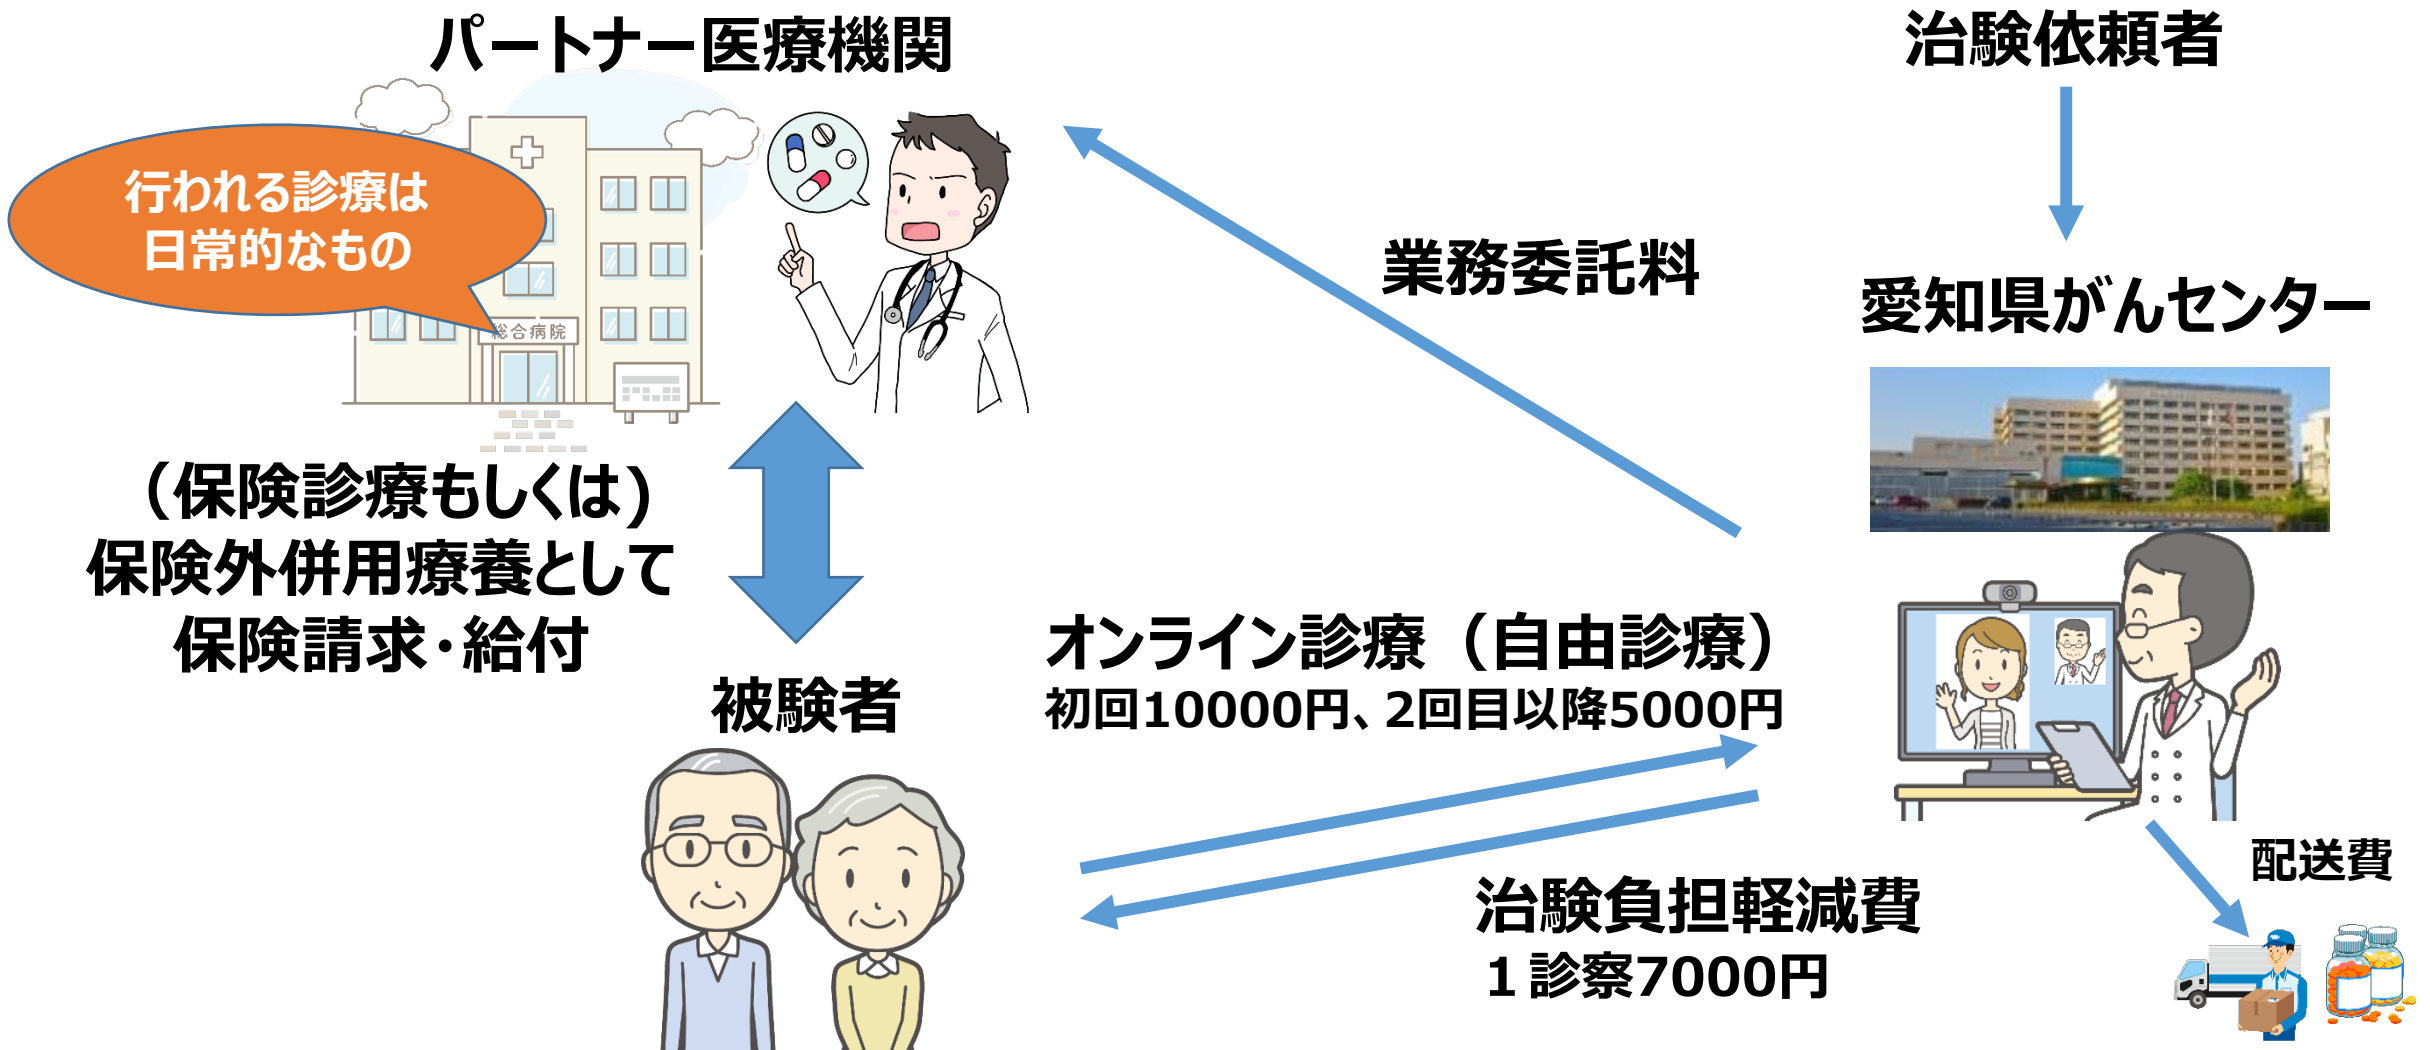 パートナー医療機関
治験依頼者
行われる診療は
日常的なもの
総合病院
業務委託料
愛知県がんセンター
（保険診療もしくは)
保険外併用療養として
保険請求・給付
オンライン診療（自由診療）
初回10000円、2回目以降5000円
被験者
配送費
治験負担軽減費
１診察7000円